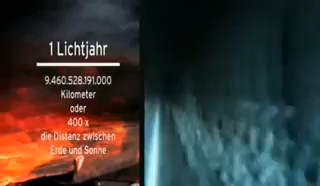 1 Lichtjahr
9.460.528.191.000
Kilometer
oder
400 x
die Distanz zwischen
Erde und Sonne